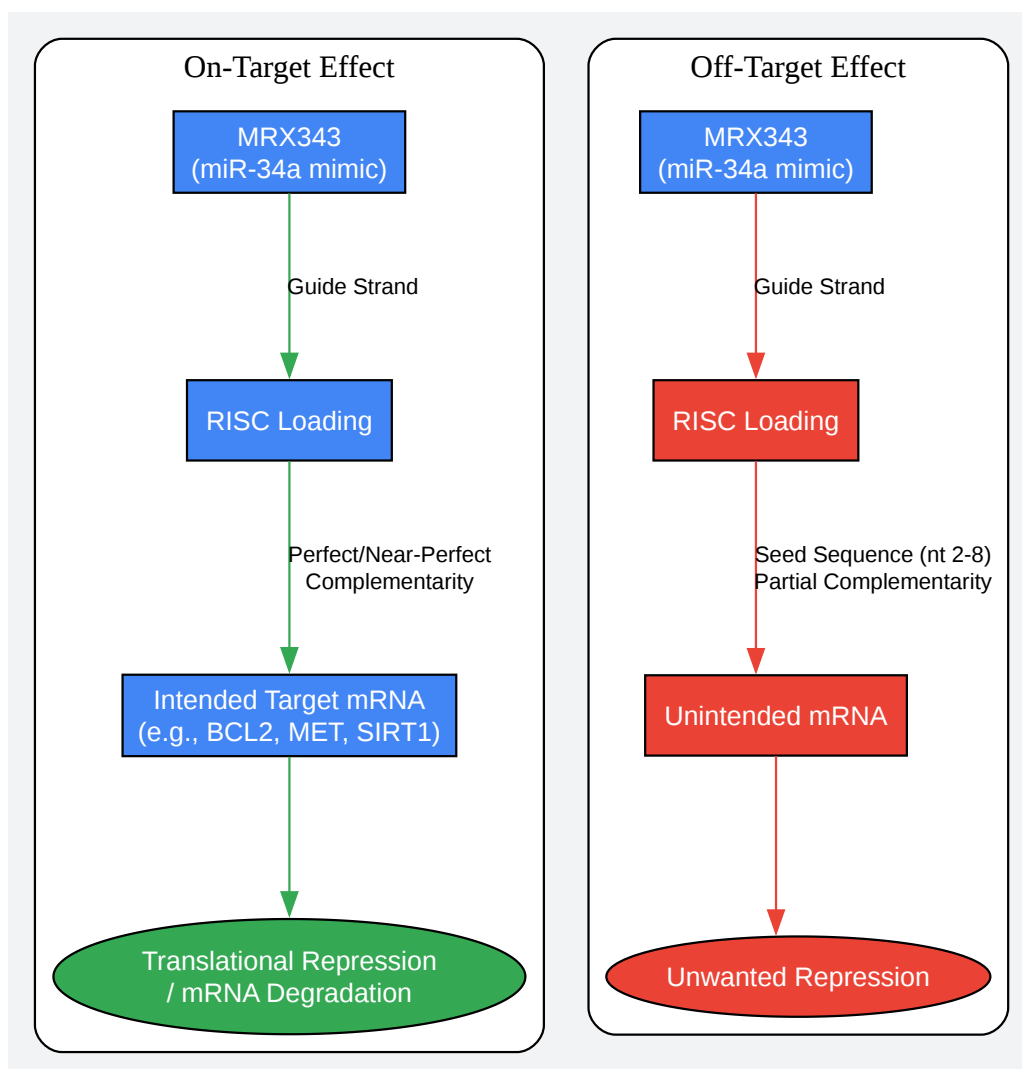 On-Target Effect
MRX343
(miR-34a mimic)
Guide Strand
RISC Loading
Perfect/Near-Perfect
Complementarity
Intended Target mRNA
(e.g., BCL2, MET, SIRT1)
Translational Repression
/ mRNA Degradation
Off-Target Effect
MRX343
(miR-34a mimic)
Guide Strand
RISC Loading
Seed Sequence (nt 2-8)
Partial Complementarity
Unintended mRNA
Unwanted Repression